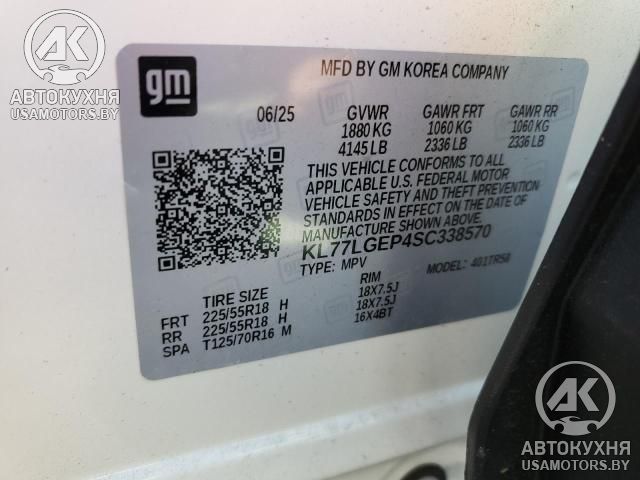 AK
АВТОКУХНЯ
USAMOTORS.BY
gm
MFD BY GM KOREA COMPANY
06/25 GVWR GAWR FRT GAWR RR
1880 KG 1060 KG 1060 KG
4145 LB 2336 LB 2336 LB
THIS VEHICLE CONFORMS TO ALL
APPLICABLE U.S. FEDERAL MOTOR
VEHICLE SAFETY AND THEFT PREVENTION
STANDARDS IN EFFECT ON THE DATE OF
MANUFACTURE SHOWN ABOVE.
KL77LGEP4SC338570
TYPE: MPV MODEL: 401TR58
TIRE SIZE RIM
FRT 225/55R18 H 18X7.5J
RR 225/55R18 H 18X7.5J
SPA T125/70R16 M 16X4BT
AK
АВТОКУХНЯ
USAMOTORS.BY